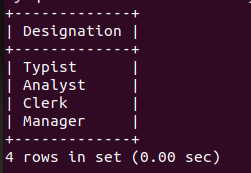 +-------------+
| Designation |
+-------------+
| Typist      |
| Analyst     |
| Clerk       |
| Manager     |
+-------------+
4 rows in set (0.00 sec)